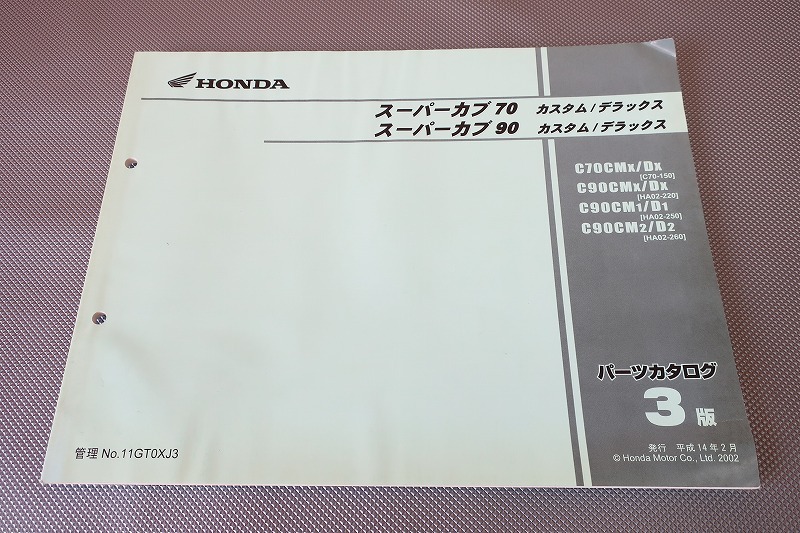 HONDA
スーパーカブ 70 カスタム/デラックス
スーパーカブ 90 カスタム/デラックス
C70CMX/DX
[C70-150]
C90CMX/DX
[HA02-220]
C90CM1/D1
[HA02-250]
C90CM2/D2
[HA02-260]
パーツカタログ
3 版
発行 平成14年2月
© Honda Motor Co., Ltd. 2002
管理 No.11GT0XJ3